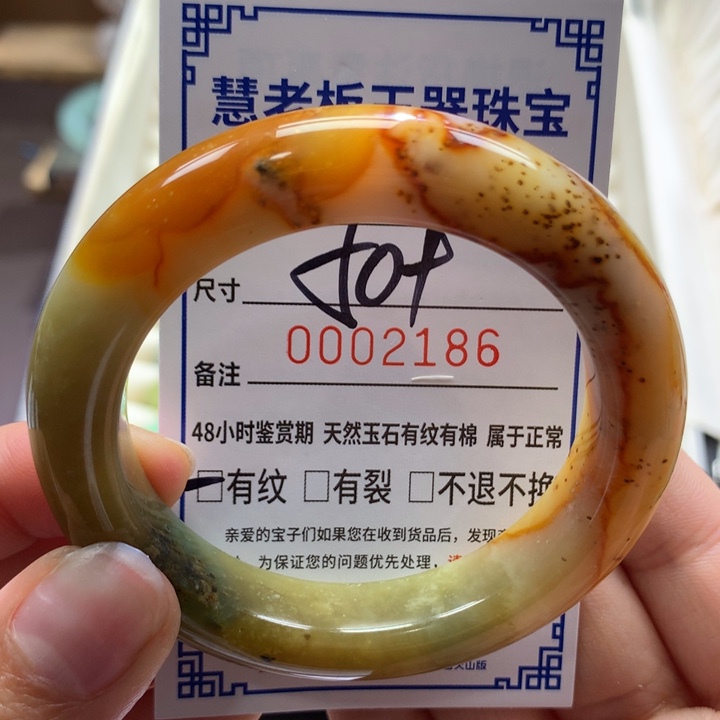 慧老板玉器珠宝
尺寸
0002186
备注
48小时鉴赏期 天然玉石有纹有棉 属于正常
□有纹 □有裂 □不退不换
亲爱的宝子们如果您在收到货品后，发现
为保证您的问题优先处理，